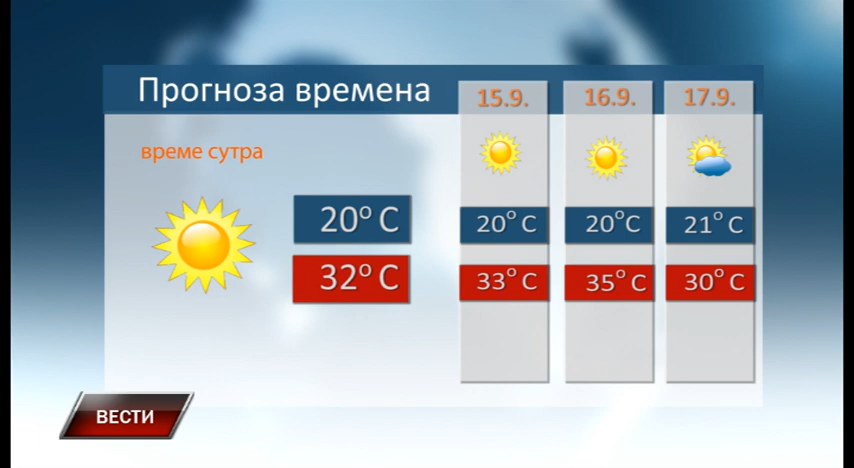 Прогноза времена
време сутра
20° C
32° C
15.9.
20° C
33° C
16.9.
20°C
35° C
17.9.
21° C
30° C
ВЕСТИ